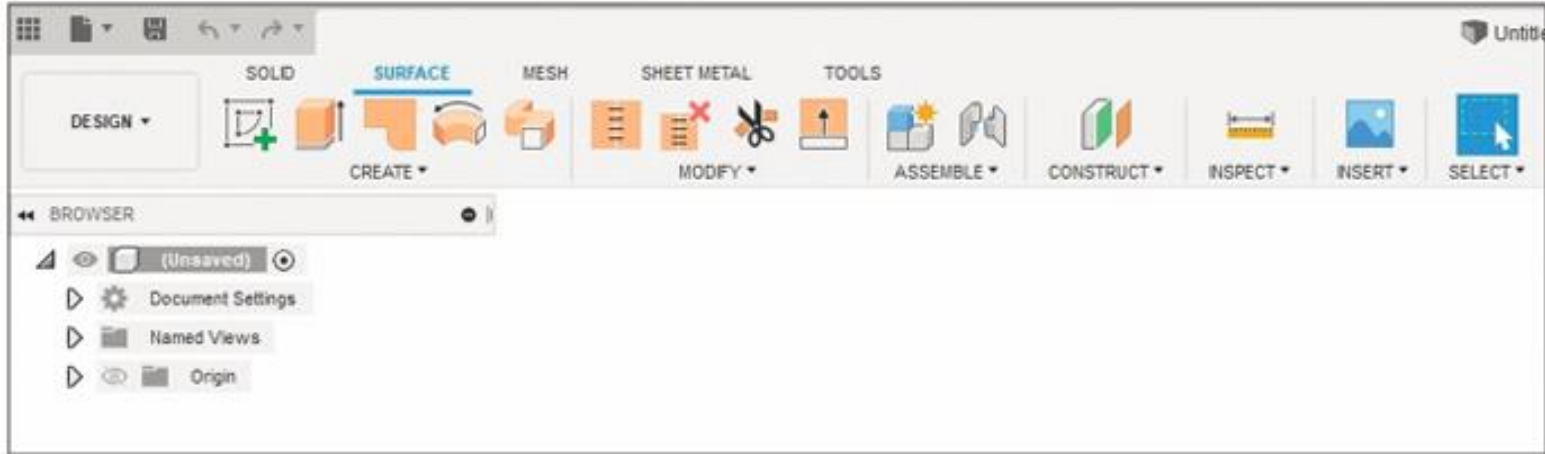 Untitle
SOLID SURFACE MESH SHEET METAL TOOLS
DESIGN
CREATE MODIFY ASSEMBLE CONSTRUCT INSPECT INSERT SELECT
BROWSER
(Unsaved)
Document Settings
Named Views
Origin